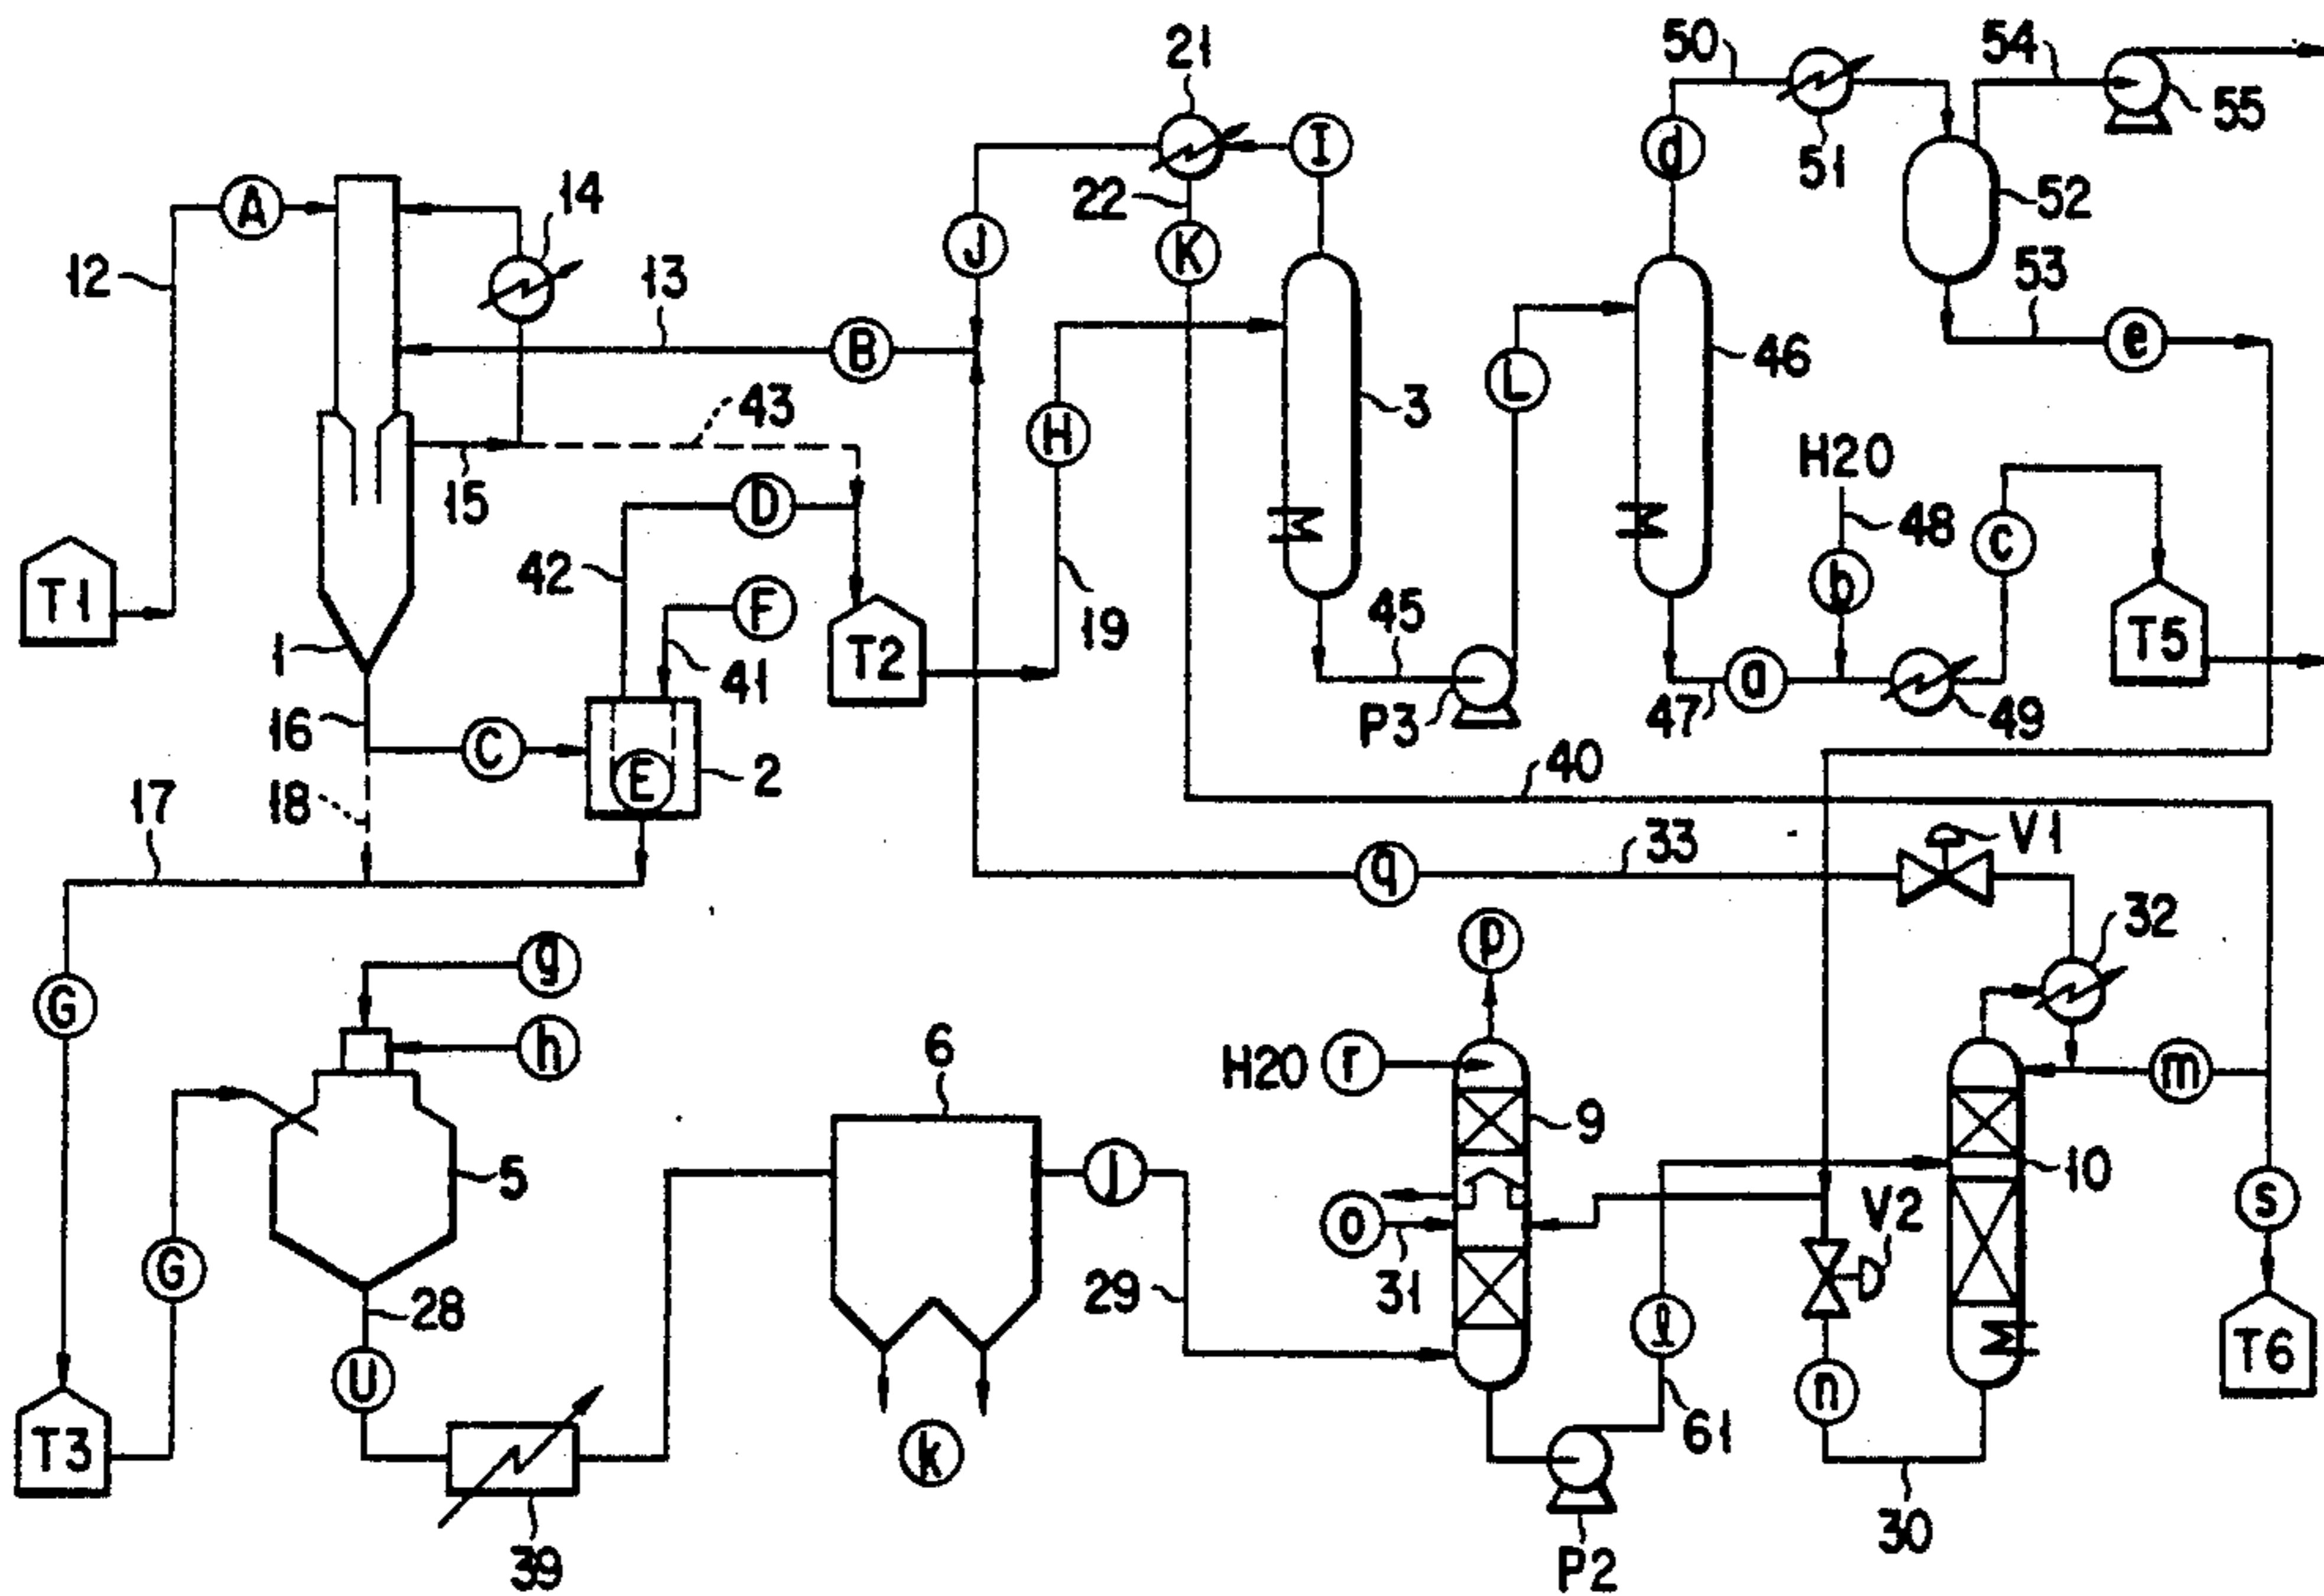 21
50
54
55
I
d
51
A
14
22
52
12
J
K
13
53
B
e
46
L
3
43
H
H20
15
D
48
c
42
b
45
T1
F
19
T5
T2
1
41
a
P3
47
49
16
C
E
2
40
17
18
33
V1
q
32
p
g
G
h
6
H20
r
m
9
5
j
10
o
V2
s
G
31
29
28
l
U
n
T6
T3
k
61
39
P2
30